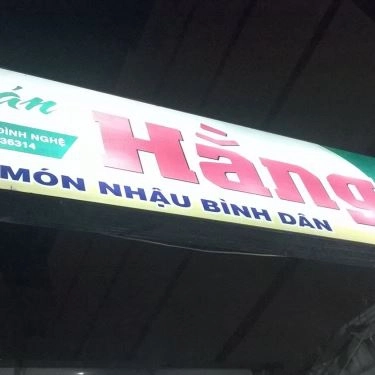 ĐÌNH NGHỆ
36314
Hằng
MÓN NHẬU BÌNH DÂN